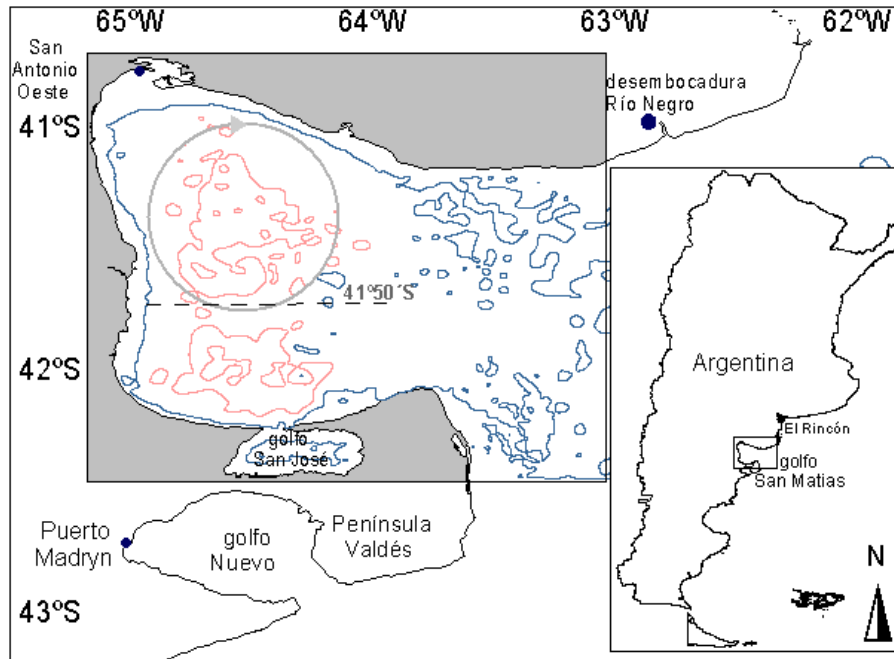 65ºW
64ºW
63ºW
62ºW
San
Antonio
Oeste
desembocadura
Río Negro
41ºS
41º50´S
42ºS
Argentina
El Rincón
golfo
San Matias
golfo
San José
Península
Valdés
Puerto
Madryn
golfo
Nuevo
N
43ºS